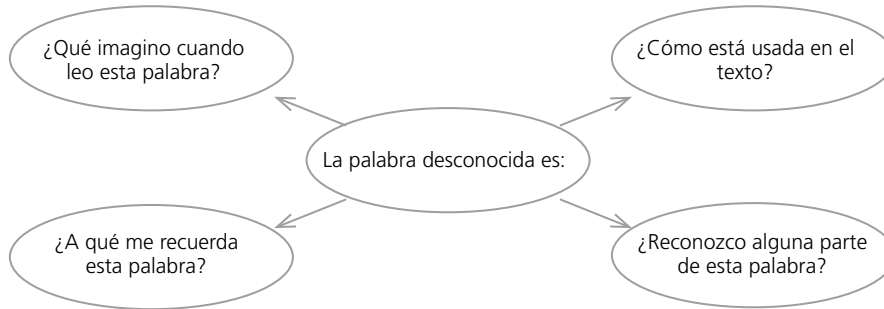 ¿Qué imagino cuando
leo esta palabra?
¿Cómo está usada en el
texto?
La palabra desconocida es:
¿A qué me recuerda
esta palabra?
¿Reconozco alguna parte
de esta palabra?